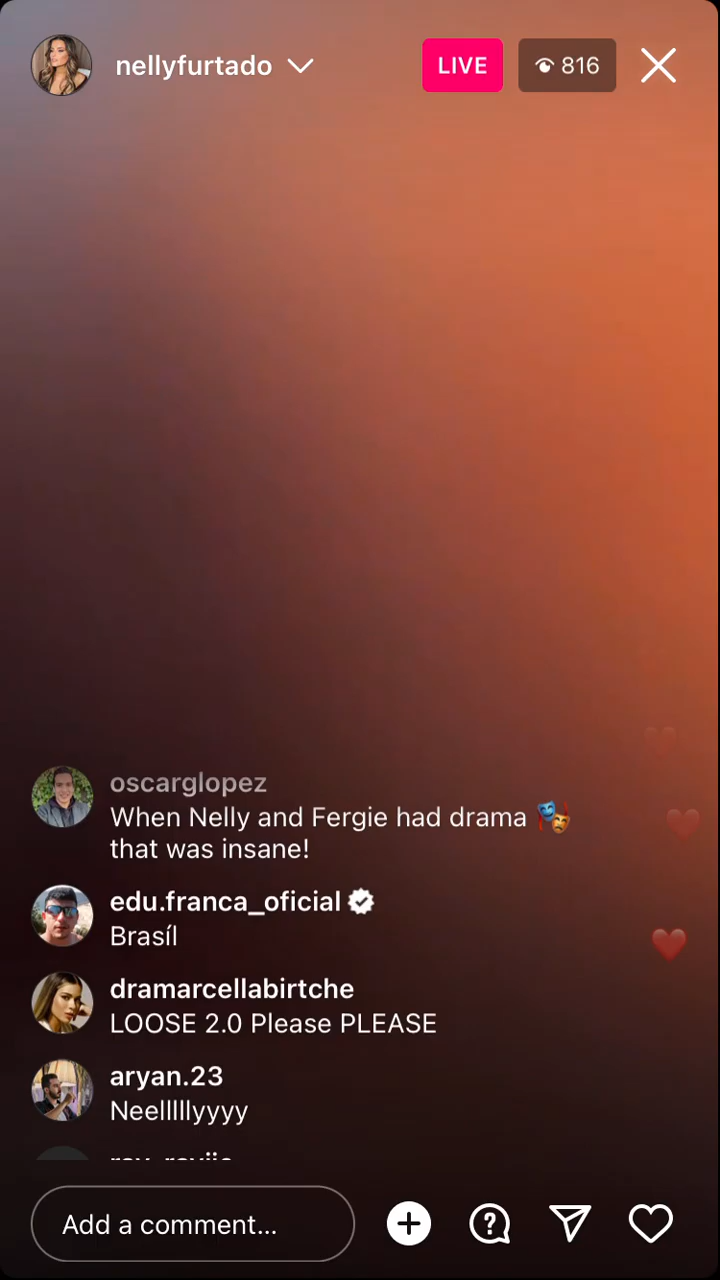 nellyfurtado
LIVE
816
oscarglopez
When Nelly and Fergie had drama 🎭
that was insane!
edu.franca_oficial
Brasíl
dramarcellabirtche
LOOSE 2.0 Please PLEASE
aryan.23
Neelllllyyyy
Add a comment...